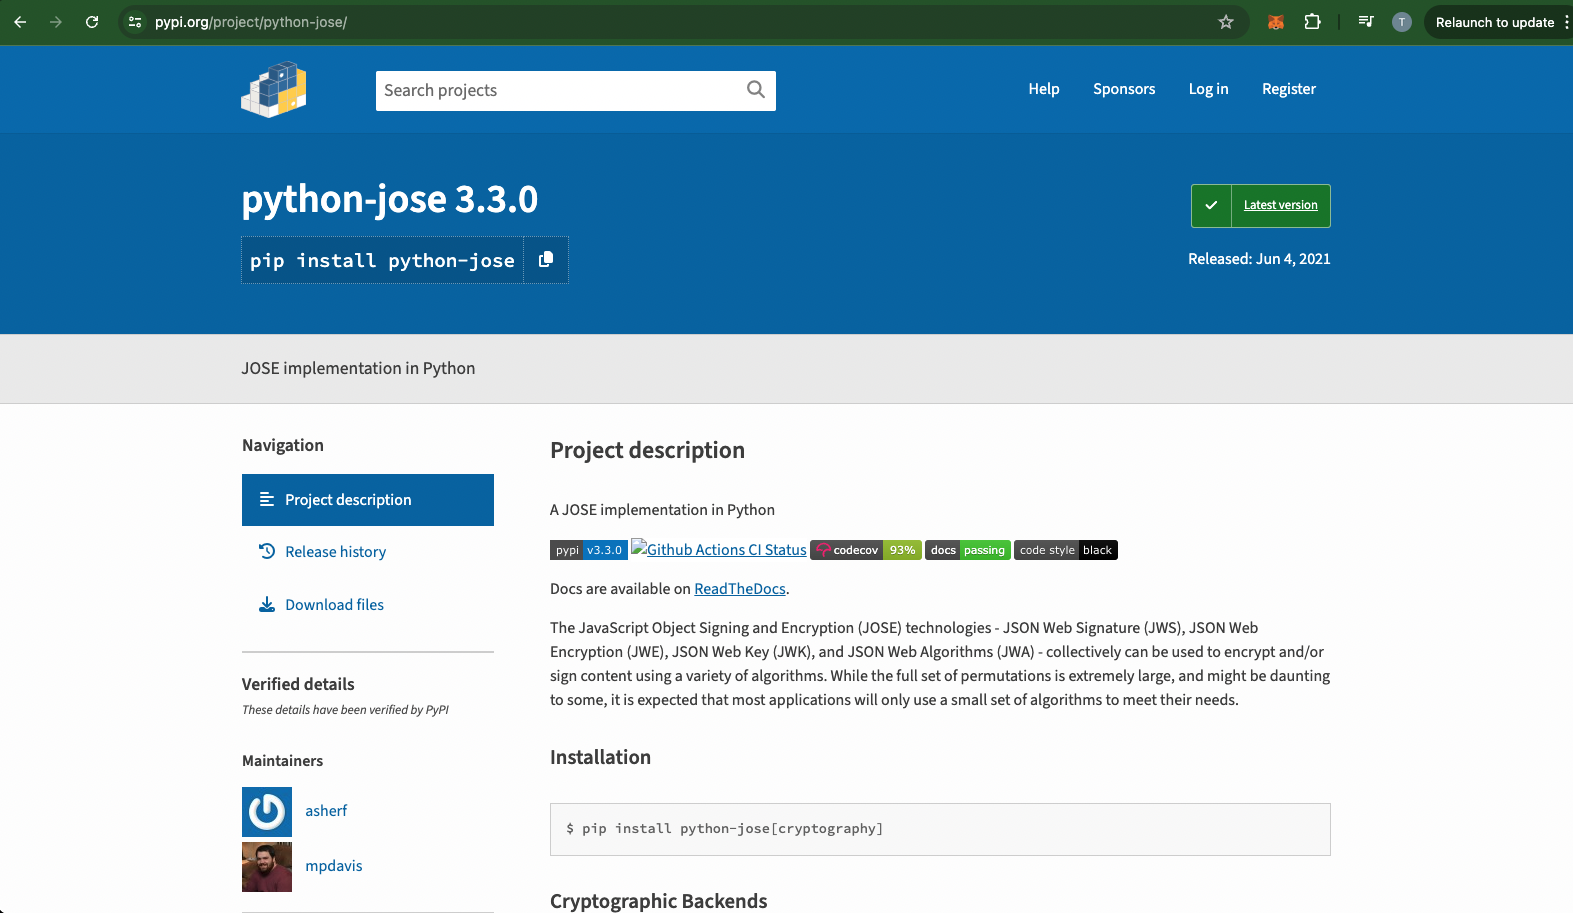 pypi.org/project/python-jose/
T
Relaunch to update
Search projects
Help
Sponsors
Log in
Register
python-jose 3.3.0
Latest version
pip install python-jose
Released: Jun 4, 2021
JOSE implementation in Python
Navigation
Project description
Release history
Download files
Verified details
These details have been verified by PyPI
Maintainers
asherf
mpdavis
Project description
A JOSE implementation in Python
pypi v3.3.0 Github Actions CI Status codecov 93% docs passing code style black
Docs are available on ReadTheDocs.
The JavaScript Object Signing and Encryption (JOSE) technologies - JSON Web Signature (JWS), JSON Web
Encryption (JWE), JSON Web Key (JWK), and JSON Web Algorithms (JWA) - collectively can be used to encrypt and/or
sign content using a variety of algorithms. While the full set of permutations is extremely large, and might be daunting
to some, it is expected that most applications will only use a small set of algorithms to meet their needs.
Installation
$ pip install python-jose[cryptography]
Cryptographic Backends